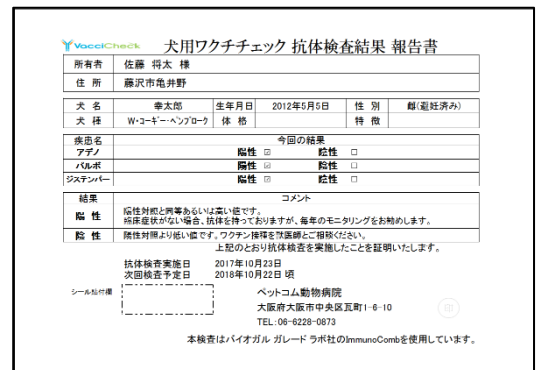 VacciCheck 犬用ワクチチェック 抗体検査結果 報告書
所有者 佐藤 将太 様
住 所 藤沢市亀井野
犬 名 幸太郎 生年月日 2012年5月5日 性 別 雌(避妊済み)
犬 種 W・コーギー・ペンブローク 体 格 特 徴
疾患名 今回の結果
アデノ 陽性 ☑ 陰性 □
パルボ 陽性 ☑ 陰性 □
ジステンパー 陽性 ☑ 陰性 □
結果 コメント
陽 性 陽性対照と同等あるいは高い値です。
臨床症状がない場合、抗体を持っておりますが、毎年のモニタリングをお勧めします。
陰 性 陽性対照より低い値です。ワクチン接種を獣医師とご相談ください。
上記のとおり抗体検査を実施したことを証明いたします。
抗体検査実施日 2017年10月23日
次回検査予定日 2018年10月22日 頃
シール貼付欄 ペットコム動物病院
大阪府大阪市中央区瓦町1-6-10
TEL:06-6228-0873 印
本検査はバイオガル ガレード ラボ社のImmunoCombを使用しています。